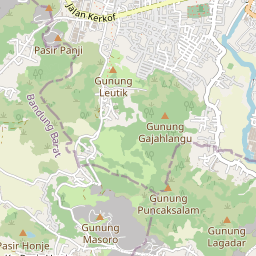 Jalan Kerkof
Pasir Panji
Gunung
Leutik
Bandung Barat
Gunung
Gajahlangu
Gunung
Puncaksalam
Gunung
Masoro
Gunung
Lagadar
Pasir Honje